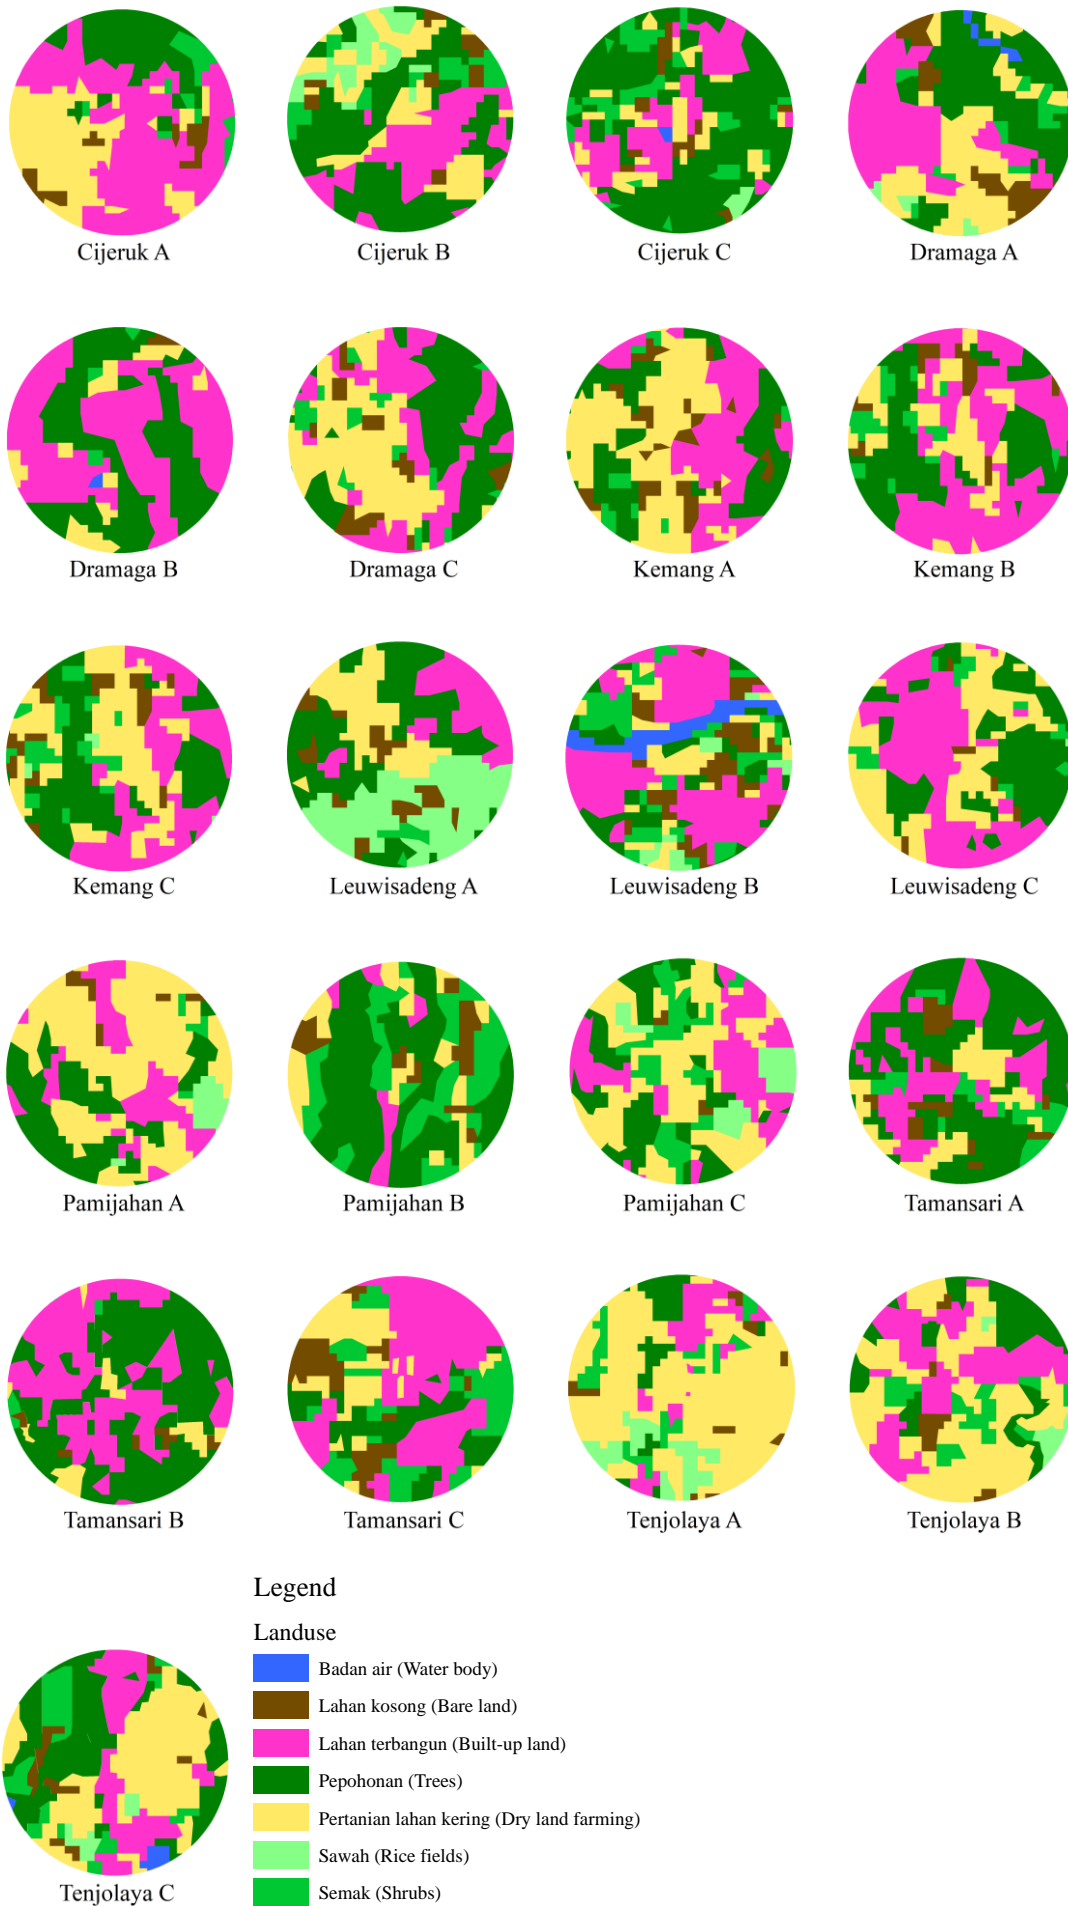 Cijeruk A
Cijeruk B
Cijeruk C
Dramaga A
Dramaga B
Dramaga C
Kemang A
Kemang B
Kemang C
Leuwisadeng A
Leuwisadeng B
Leuwisadeng C
Pamijahan A
Pamijahan B
Pamijahan C
Tamansari A
Tamansari B
Tamansari C
Tenjolaya A
Tenjolaya B
Tenjolaya C
Legend
Landuse
Badan air (Water body)
Lahan kosong (Bare land)
Lahan terbangun (Built-up land)
Pepohonan (Trees)
Pertanian lahan kering (Dry land farming)
Sawah (Rice fields)
Semak (Shrubs)